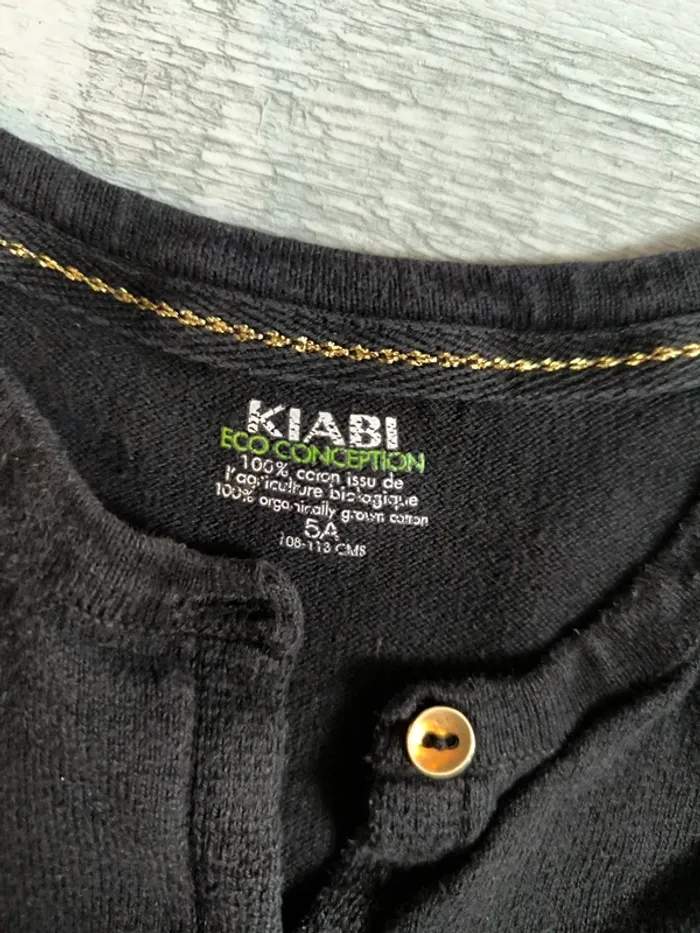 KIABI
ECO CONCEPTION
100% coton issu de
l'agriculture biologique
100% organically grown cotton
5A
108-113 CMS